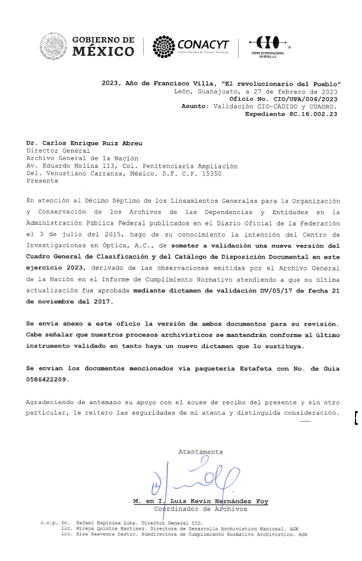 GOBIERNO DE
MÉXICO
CONACYT
CIO
CENTRO DE INVESTIGACIONES
EN ÓPTICA, A.C.
2023, Año de Francisco Villa, "El revolucionario del Pueblo"
León, Guanajuato, a 27 de febrero de 2023
Oficio No. CIO/UPA/006/2023
Asunto: Validación CIO-CADIDO y CUADRO.
Expediente 8C.16.002.23
Dr. Carlos Enrique Ruiz Abreu
Director General
Archivo General de la Nación
Av. Eduardo Molina 113, Col. Penitenciaria Ampliación
Del. Venustiano Carranza, México. D.F. C.P. 15350
Presente
En atención al Décimo Séptimo de los Lineamientos Generales para la Organización
y Conservación de los Archivos de las Dependencias y Entidades en la
Administración Pública Federal publicados en el Diario Oficial de la Federación
el 3 de julio del 2015, hago de su conocimiento la intención del Centro de
Investigaciones en Óptica, A.C., de someter a validación una nueva versión del
Cuadro General de Clasificación y del Catálogo de Disposición Documental en este
ejercicio 2023, derivado de las observaciones emitidas por el Archivo General
de la Nación en el Informe de Cumplimiento Normativo atendiendo a que su última
actualización fue aprobada mediante dictamen de validación DV/05/17 de fecha 21
de noviembre del 2017.
Se envía anexo a este oficio la versión de ambos documentos para su revisión.
Cabe señalar que nuestros procesos archivísticos se mantendrán conforme al último
instrumento validado en tanto haya un nuevo dictamen que lo sustituya.
Se envían los documentos mencionados vía paquetería Estafeta con No. de Guía
0586422209.
Agradeciendo de antemano su apoyo con el acuse de recibo del presente y sin otro
particular, le reitero las seguridades de mi atenta y distinguida consideración.
Atentamente
M. en I. Luis Kevin Hernández Foy
Coordinador de Archivos
c.c.p. Dr. Rafael Espinosa Luna. Director General CIO.
Lic. Mireya Quintos Martínez. Directora de Desarrollo Archivístico Nacional. AGN
Lic. Elsa Saavedra Castro. Subdirectora de Cumplimiento Normativo Archivístico. AGN